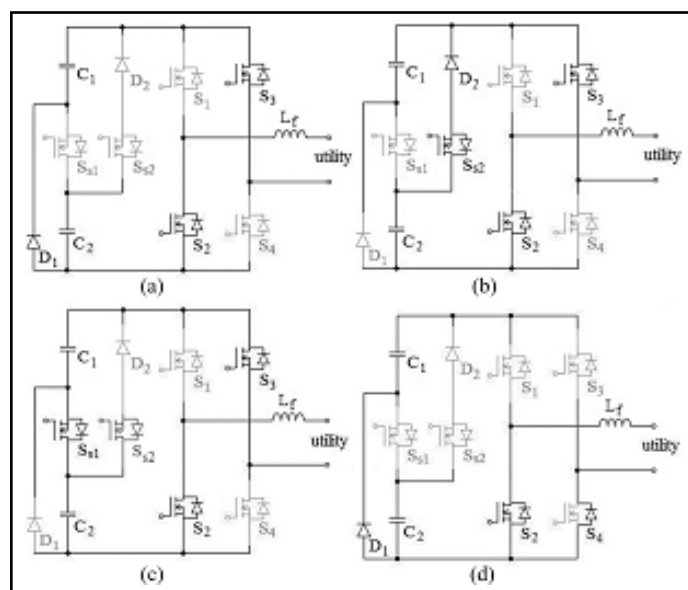 C1 D2 S1 S3
Lf
Ss1 Ss2 utility
C2 S2 S4
D1
(a)
C1 D2 S1 S3
Lf
Ss1 Ss2 utility
C2 S2 S4
D1
(b)
C1 D2 S1 S3
Lf
Ss1 Ss2 utility
C2 S2 S4
D1
(c)
C1 D2 S1 S3
Lf
Ss1 Ss2 utility
C2 S2 S4
D1
(d)